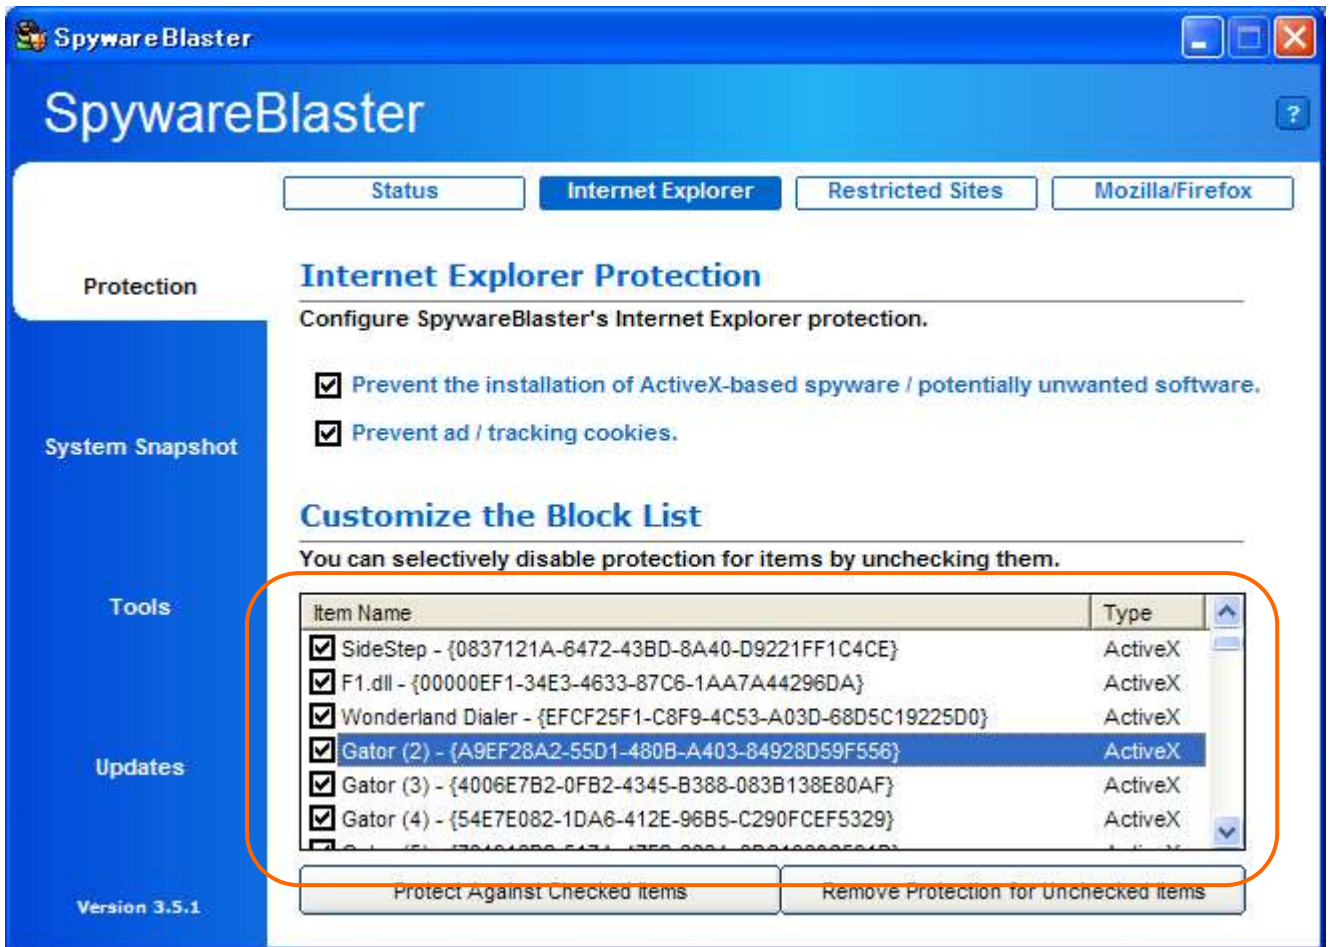 SpywareBlaster
SpywareBlaster
?
Status Internet Explorer Restricted Sites Mozilla/Firefox
Protection
System Snapshot
Tools
Updates
Version 3.5.1
Internet Explorer Protection
Configure SpywareBlaster's Internet Explorer protection.
Prevent the installation of ActiveX-based spyware / potentially unwanted software.
Prevent ad / tracking cookies.
Customize the Block List
You can selectively disable protection for items by unchecking them.
Item Name Type
SideStep - {0837121A-6472-43BD-8A40-D9221FF1C4CE} ActiveX
F1.dll - {00000EF1-34E3-4633-87C6-1AA7A44296DA} ActiveX
Wonderland Dialer - {EFCF25F1-C8F9-4C53-A03D-68D5C19225D0} ActiveX
Gator (2) - {A9EF28A2-55D1-480B-A403-84928D59F556} ActiveX
Gator (3) - {4006E7B2-0FB2-4345-B388-083B138E80AF} ActiveX
Gator (4) - {54E7E082-1DA6-412E-96B5-C290FCEF5329} ActiveX
Protect Against Checked Items Remove Protection for Unchecked Items